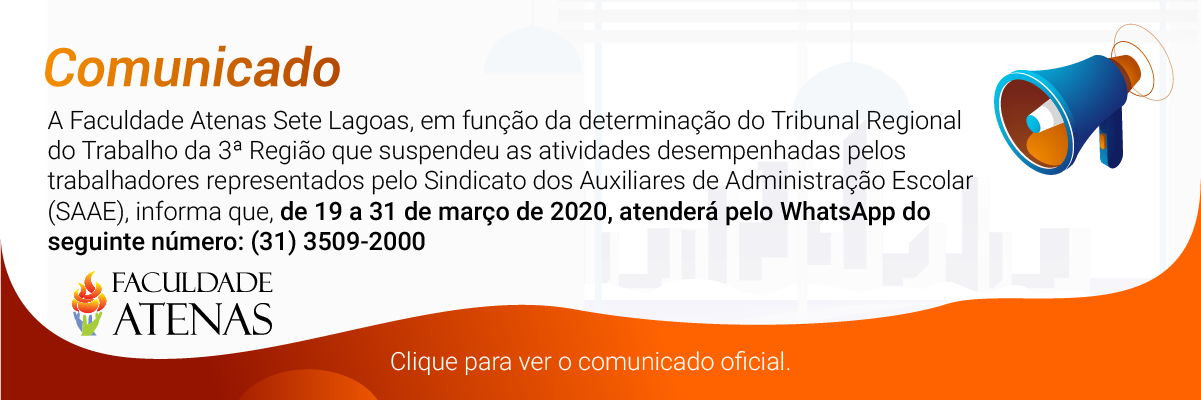 Comunicado
A Faculdade Atenas Sete Lagoas, em função da determinação do Tribunal Regional
do Trabalho da 3ª Região que suspendeu as atividades desempenhadas pelos
trabalhadores representados pelo Sindicato dos Auxiliares de Administração Escolar
(SAAE), informa que, de 19 a 31 de março de 2020, atenderá pelo WhatsApp do
seguinte número: (31) 3509-2000
FACULDADE
ATENAS
Clique para ver o comunicado oficial.